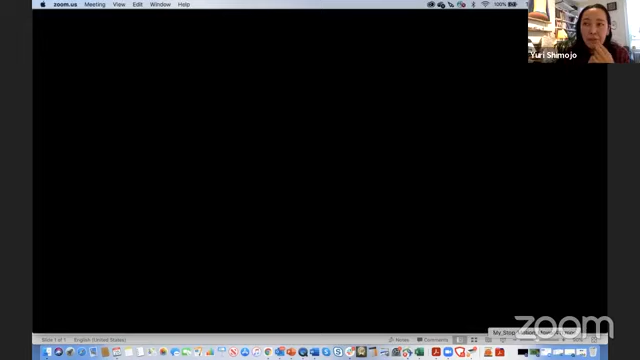 zoom.us Meeting View Edit Window Help
100%
Yuri Shimojo
Slide 1 of 1 English (United States)
Notes Comments
zoom